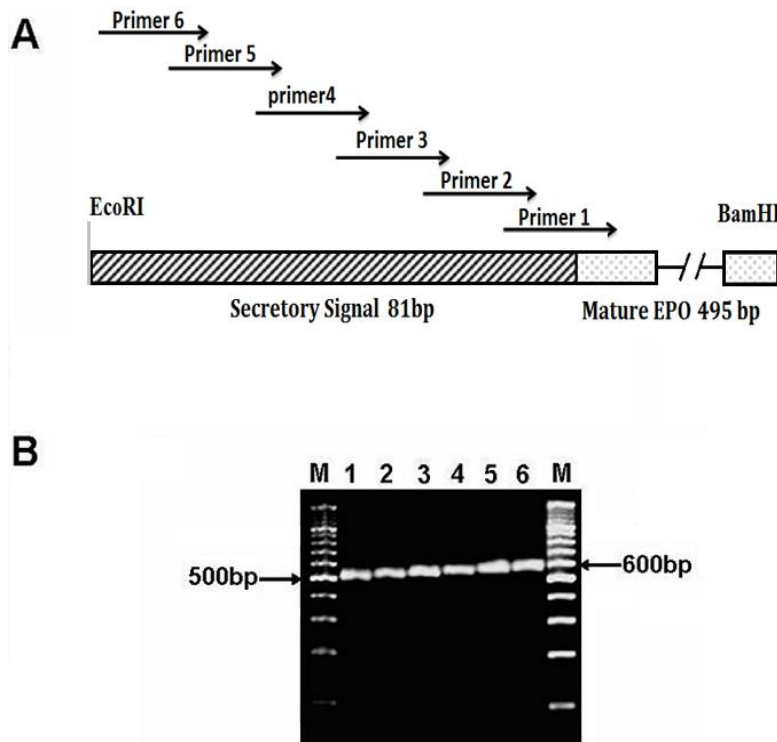 A
Primer 6
Primer 5
primer4
Primer 3
Primer 2
Primer 1
EcoRI
BamHI
Secretory Signal 81bp
Mature EPO 495 bp
B
M 1 2 3 4 5 6 M
500bp
600bp